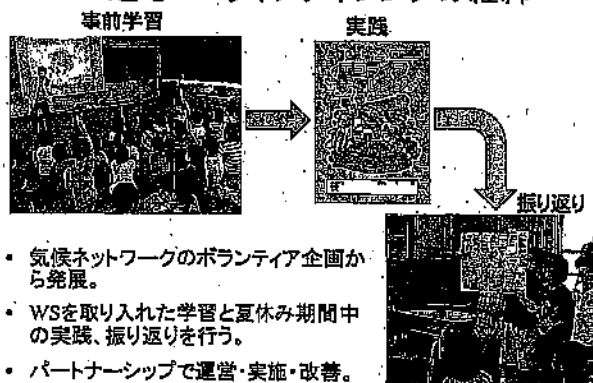 事前学習
実践
振り返り
• 気候ネットワークのボランティア企画か
ら発展。
• WSを取り入れた学習と夏休み期間中
の実践、振り返りを行う。
• パートナーシップで運営・実施・改善。